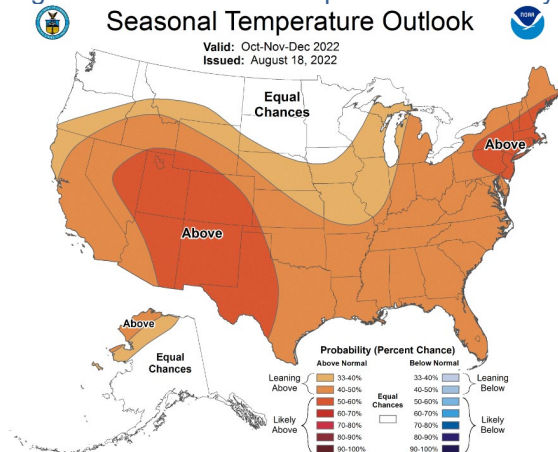 Seasonal Temperature Outlook
Valid: Oct-Nov-Dec 2022
Issued: August 18, 2022
NOAA
Equal
Chances
Above
Above
Above
Equal
Chances
Probability (Percent Chance)
Above Normal
Below Normal
Leaning
Above
33-40%
40-50%
50-60%
60-70%
70-80%
80-90%
90-100%
Likely
Above
Equal
Chances
33-40%
40-50%
50-60%
60-70%
70-80%
80-90%
90-100%
Leaning
Below
Likely
Below